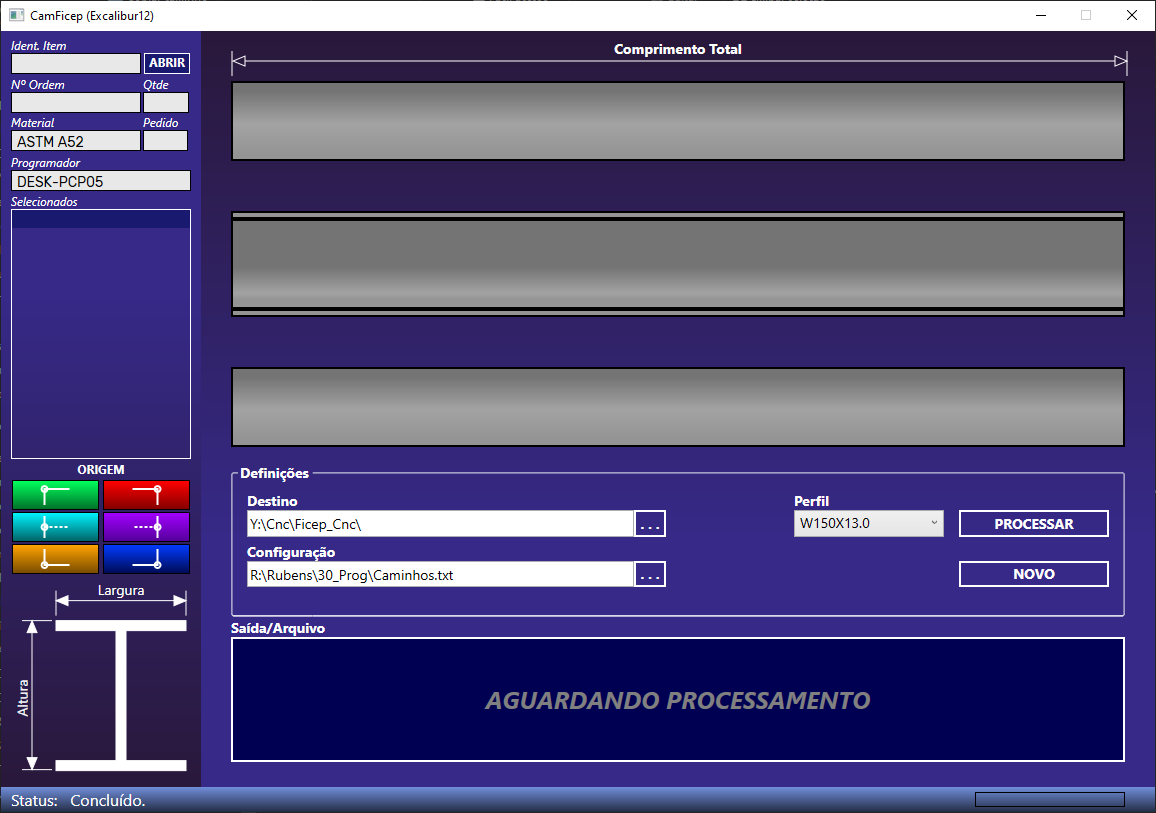 CamFicep (Excalibur12)
Ident. Item
ABRIR
Nº Ordem Qtde
Material Pedido
ASTM A52
Programador
DESK-PCP05
Selecionados
ORIGEM
Largura
Altura
Comprimento Total
Definições
Destino
Y:\Cnc\Ficep_Cnc\ ...
Configuração
R:\Rubens\30_Prog\Caminhos.txt ...
Perfil
W150X13.0
PROCESSAR
NOVO
Saída/Arquivo
AGUARDANDO PROCESSAMENTO
Status: Concluído.